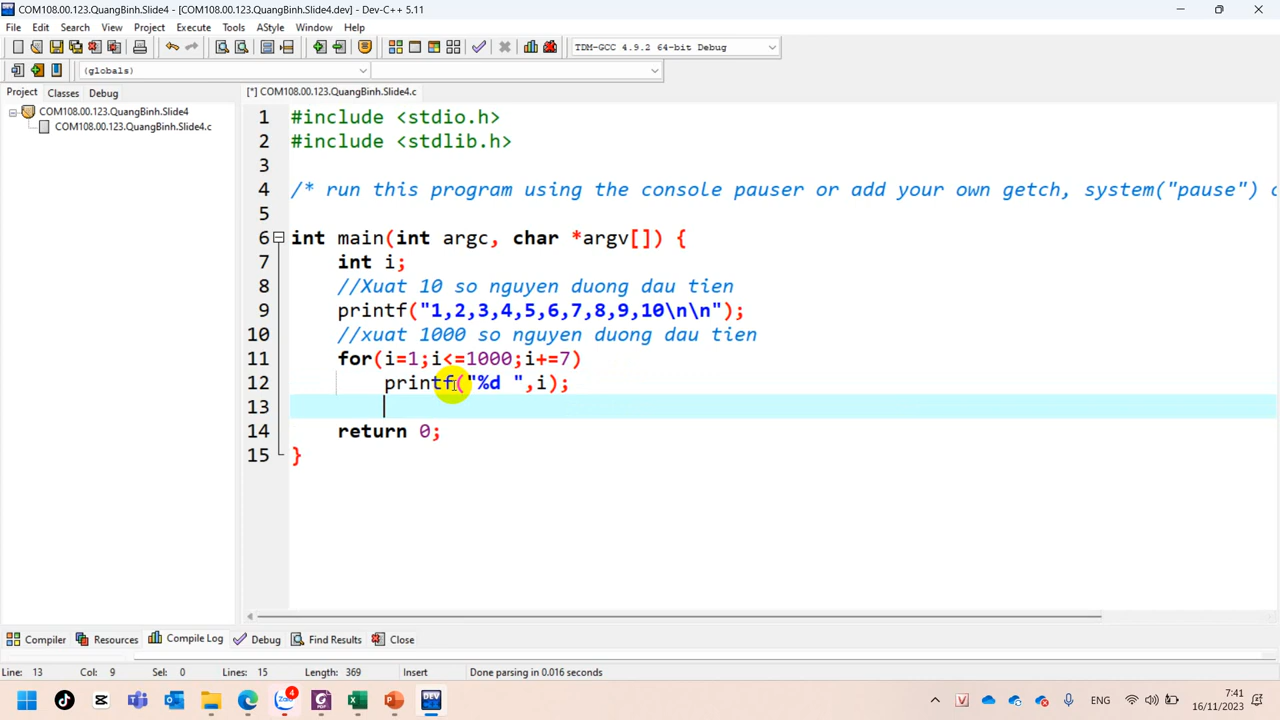 COM108.00.123.QuangBinh.Slide4 - [COM108.00.123.QuangBinh.Slide4.dev] - Dev-C++ 5.11
File Edit Search View Project Execute Tools AStyle Window Help
TDM-GCC 4.9.2 64-bit Debug
(globals)
Project Classes Debug
[*] COM108.00.123.QuangBinh.Slide4.c
COM108.00.123.QuangBinh.Slide4
COM108.00.123.QuangBinh.Slide4.c
1 #include <stdio.h>
2 #include <stdlib.h>
3
4 /* run this program using the console pauser or add your own getch, system("pause") o
5
6 int main(int argc, char *argv[]) {
7 int i;
8 //Xuat 10 so nguyen duong dau tien
9 printf("1,2,3,4,5,6,7,8,9,10\n\n");
10 //xuat 1000 so nguyen duong dau tien
11 for(i=1;i<=1000;i+=7)
12 printf("%d ",i);
13
14 return 0;
15 }
Compiler Resources Compile Log Debug Find Results Close
Line: 13 Col: 9 Sel: 0 Lines: 15 Length: 369 Insert Done parsing in 0.016 seconds
4
ENG
7:41
16/11/2023